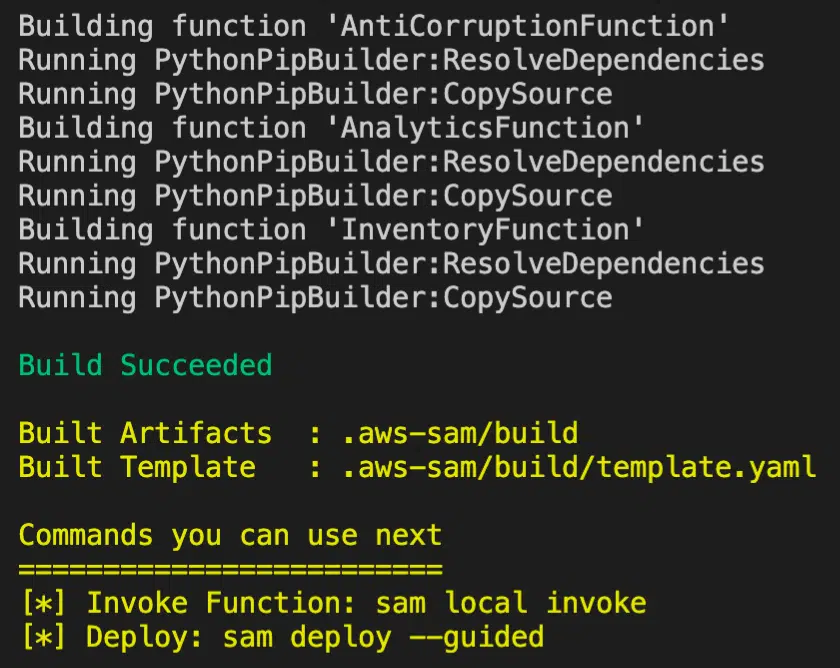 Building function 'AntiCorruptionFunction'
Running PythonPipBuilder:ResolveDependencies
Running PythonPipBuilder:CopySource
Building function 'AnalyticsFunction'
Running PythonPipBuilder:ResolveDependencies
Running PythonPipBuilder:CopySource
Building function 'InventoryFunction'
Running PythonPipBuilder:ResolveDependencies
Running PythonPipBuilder:CopySource
Build Succeeded
Built Artifacts  : .aws-sam/build
Built Template   : .aws-sam/build/template.yaml
Commands you can use next
=========================
[*] Invoke Function: sam local invoke
[*] Deploy: sam deploy --guided